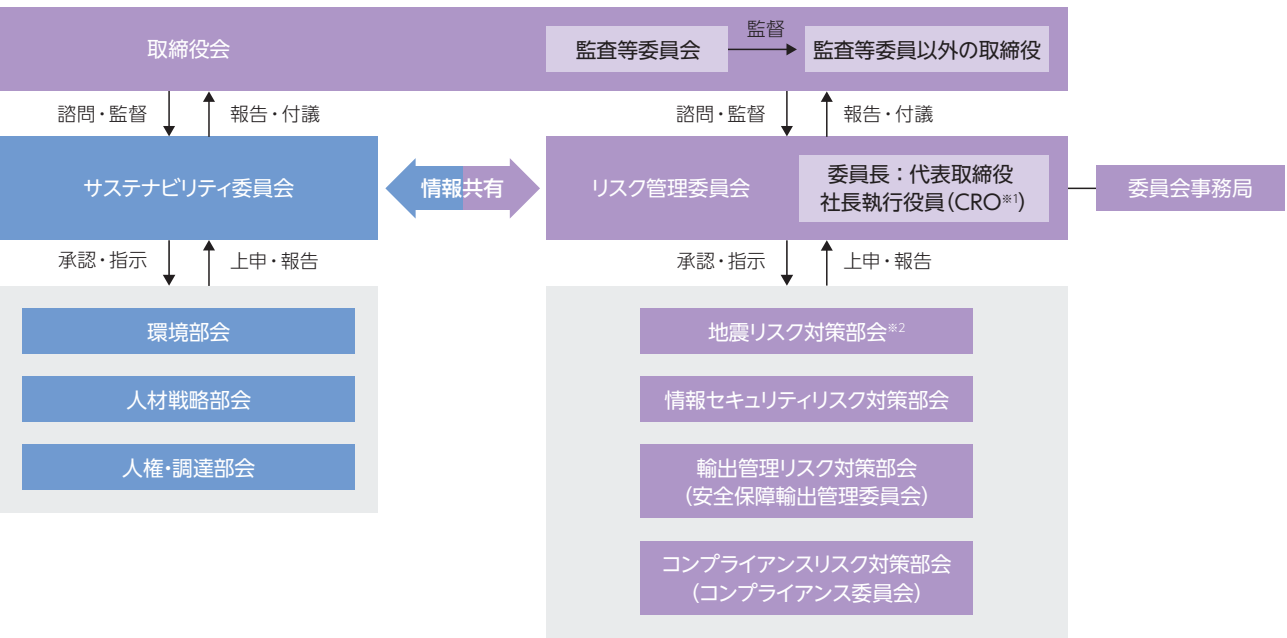 取締役会
監査等委員会
監督
監査等委員以外の取締役
諮問・監督
報告・付議
諮問・監督
報告・付議
サステナビリティ委員会
情報共有
リスク管理委員会
委員長：代表取締役
社長執行役員（CRO※1）
委員会事務局
承認・指示
上申・報告
承認・指示
上申・報告
環境部会
人材戦略部会
人権・調達部会
地震リスク対策部会※2
情報セキュリティリスク対策部会
輸出管理リスク対策部会
（安全保障輸出管理委員会）
コンプライアンスリスク対策部会
（コンプライアンス委員会）